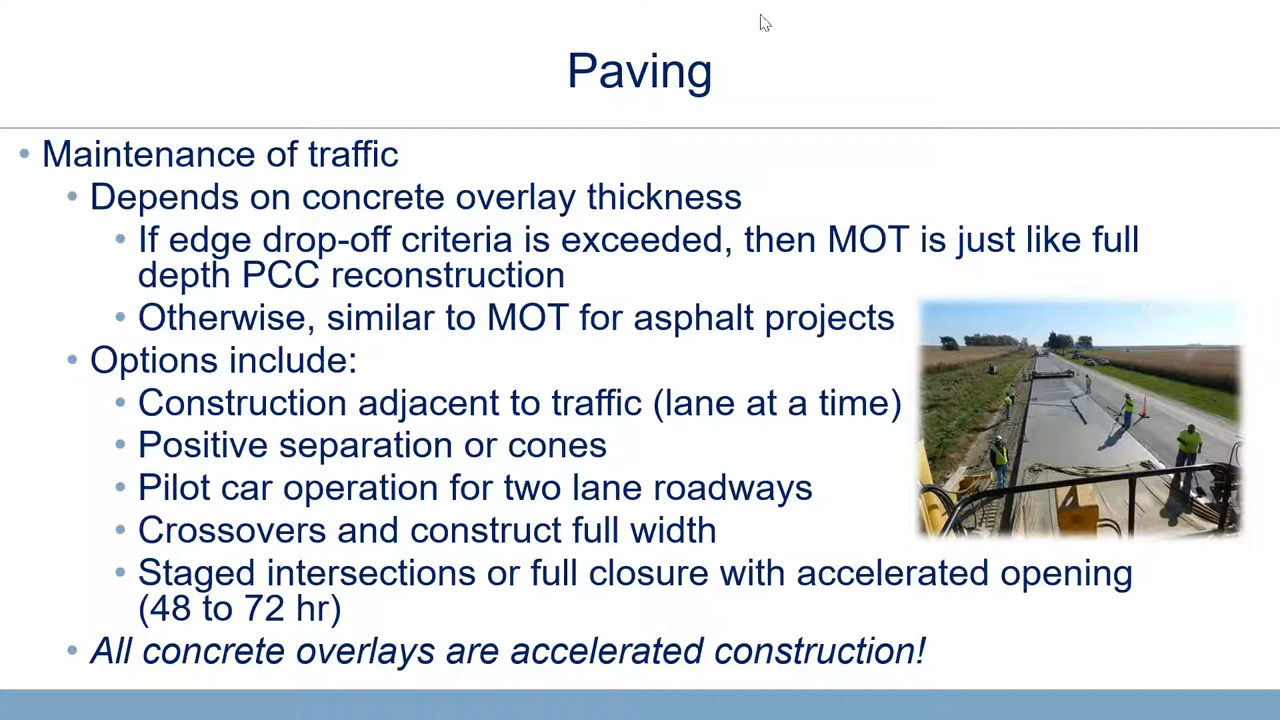 Paving
• Maintenance of traffic
• Depends on concrete overlay thickness
• If edge drop-off criteria is exceeded, then MOT is just like full
depth PCC reconstruction
• Otherwise, similar to MOT for asphalt projects
• Options include:
• Construction adjacent to traffic (lane at a time)
• Positive separation or cones
• Pilot car operation for two lane roadways
• Crossovers and construct full width
• Staged intersections or full closure with accelerated opening
(48 to 72 hr)
• All concrete overlays are accelerated construction!